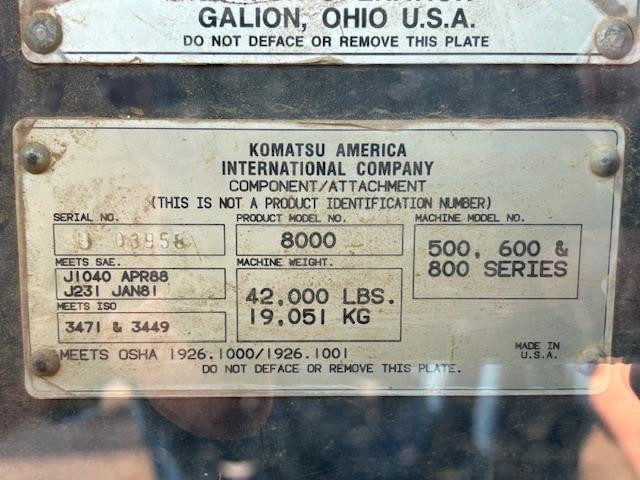 GALION, OHIO U.S.A.
DO NOT DEFACE OR REMOVE THIS PLATE
KOMATSU AMERICA
INTERNATIONAL COMPANY
COMPONENT/ATTACHMENT
(THIS IS NOT A PRODUCT IDENTIFICATION NUMBER)
SERIAL NO. PRODUCT MODEL NO. MACHINE MODEL NO.
U 03958
8000
500, 600 &
800 SERIES
MEETS SAE. MACHINE WEIGHT.
J1040 APR88
J231 JAN81
42,000 LBS.
19,051 KG
MEETS ISO
3471 & 3449
MEETS OSHA 1926.1000/1926.1001
MADE IN
U.S.A.
DO NOT DEFACE OR REMOVE THIS PLATE.